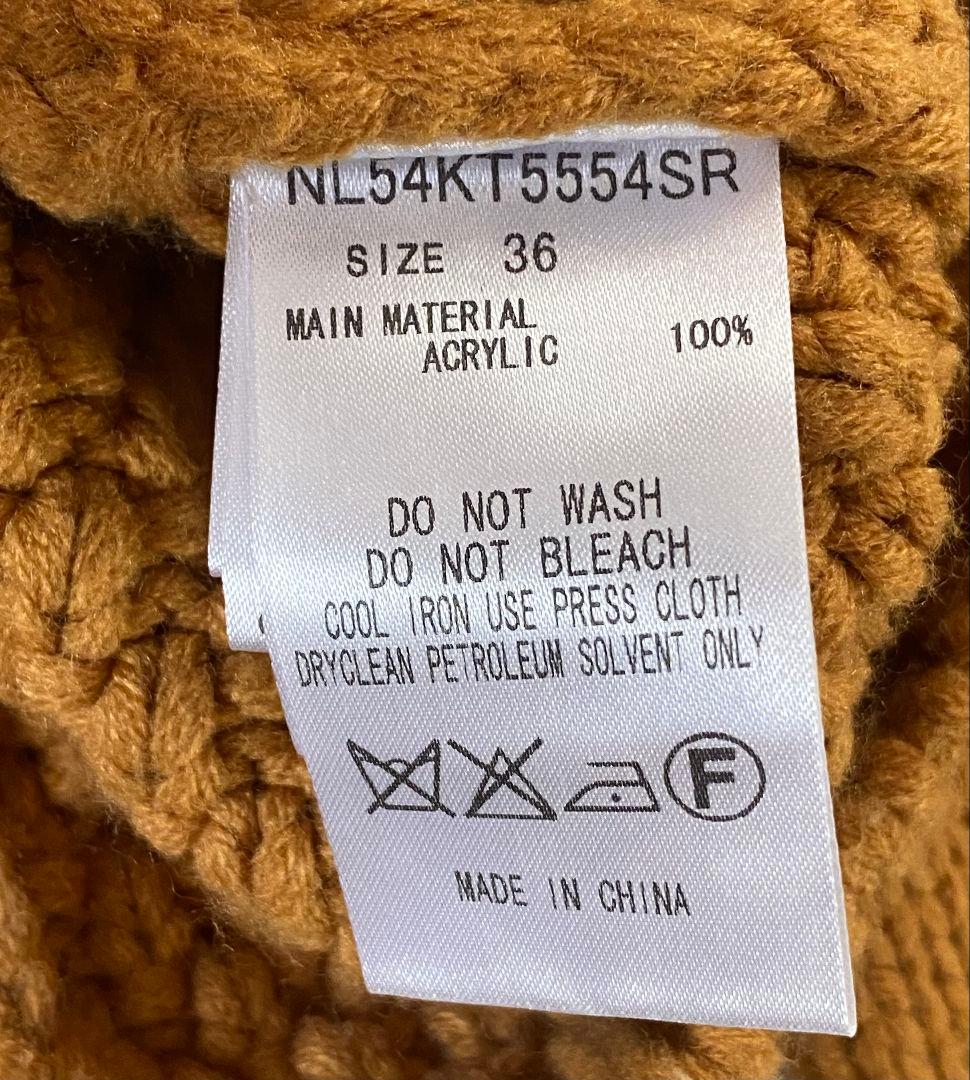 NL54KT5554SR
SIZE 36
MAIN MATERIAL
ACRYLIC 100%
DO NOT WASH
DO NOT BLEACH
COOL IRON USE PRESS CLOTH
DRYCLEAN PETROLEUM SOLVENT ONLY
F
MADE IN CHINA